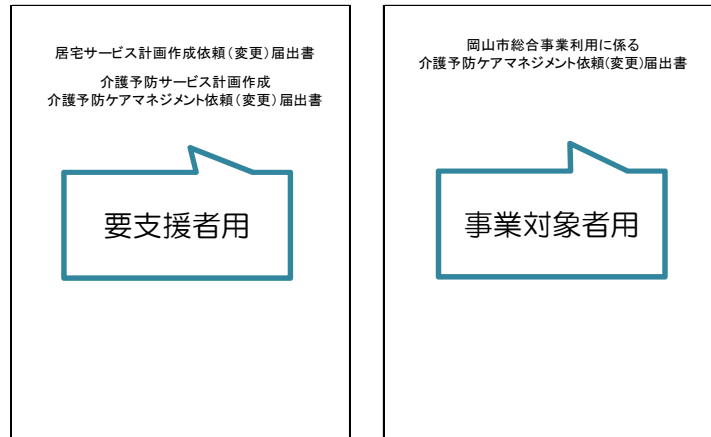 居宅サービス計画作成依頼（変更）届出書
介護予防サービス計画作成
介護予防ケアマネジメント依頼（変更）届出書
要支援者用
岡山市総合事業利用に係る
介護予防ケアマネジメント依頼（変更）届出書
事業対象者用